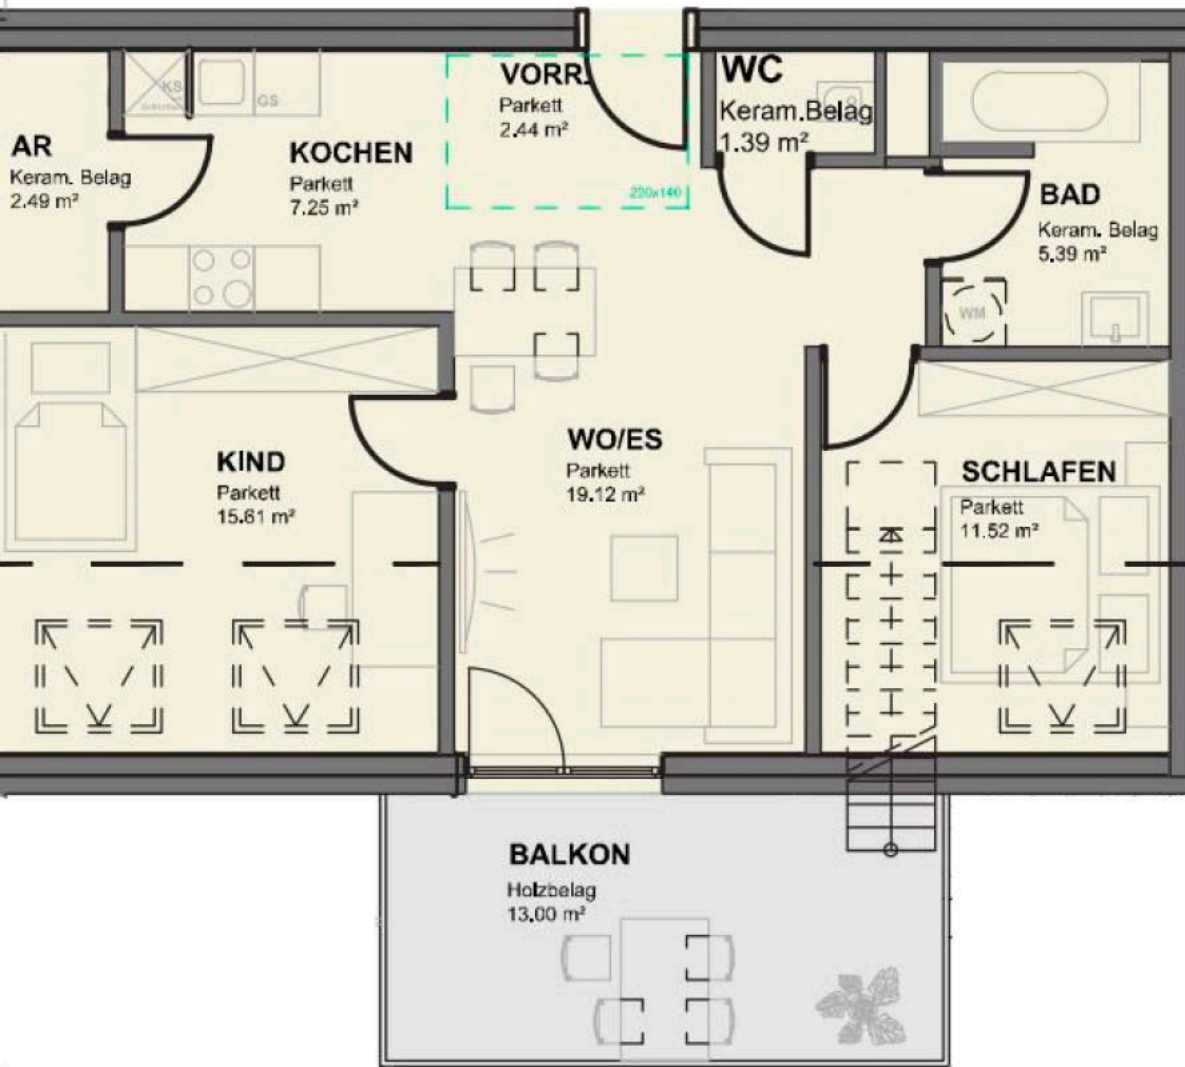 VORR.
Parkett
2.44 m²
220x140
WC
Keram.Belag
1.39 m²
KS
GS
AR
Keram. Belag
2.49 m²
KOCHEN
Parkett
7.25 m²
BAD
Keram. Belag
5.39 m²
WM
KIND
Parkett
15.61 m²
WO/ES
Parkett
19.12 m²
SCHLAFEN
Parkett
11.52 m²
BALKON
Holzbelag
13.00 m²